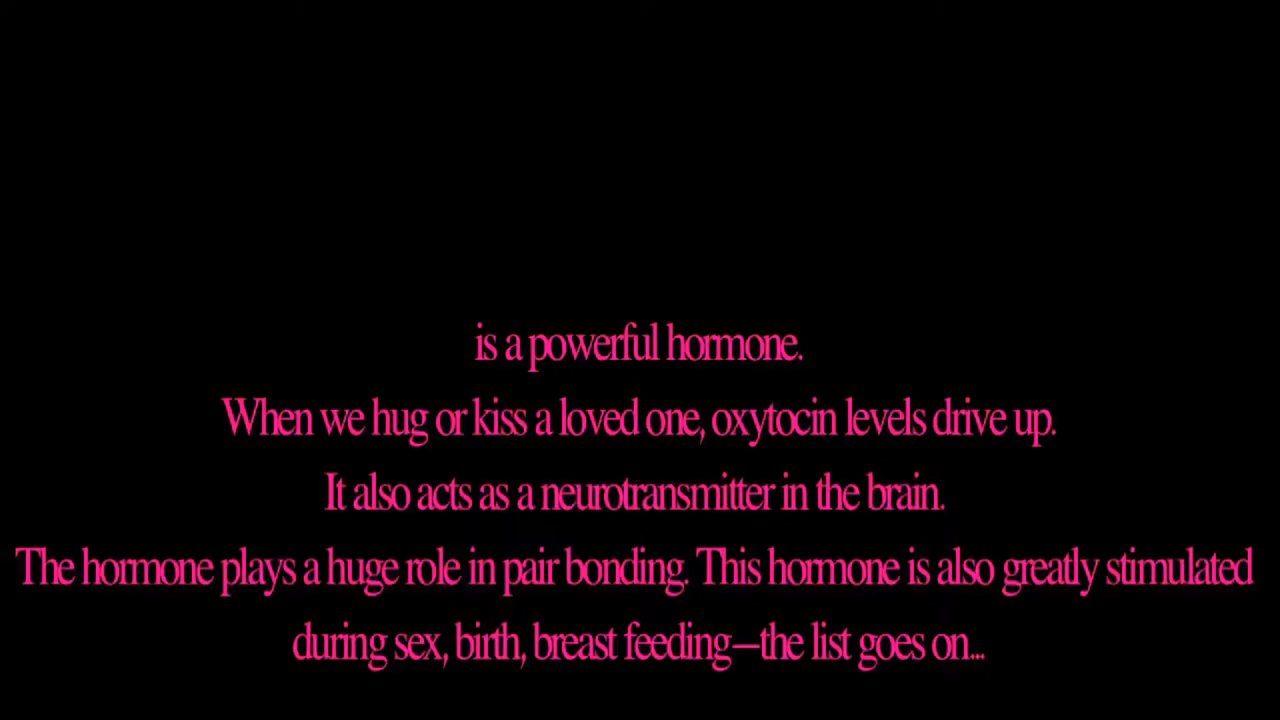 is a powerful hormone.
When we hug or kiss a loved one, oxytocin levels drive up.
It also acts as a neurotransmitter in the brain.
The hormone plays a huge role in pair bonding. This hormone is also greatly stimulated
during sex, birth, breast feeding—the list goes on...